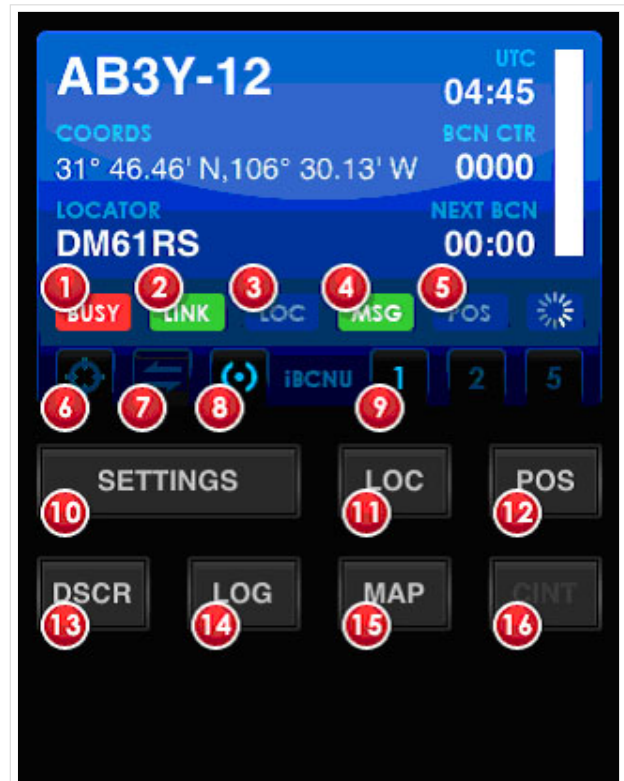 AB3Y-12 UTC
04:45
COORDS BCN CTR
31° 46.46' N,106° 30.13' W 0000
LOCATOR NEXT BCN
DM61RS 00:00
1 2 3 4 5
BUSY LINK LOC MSG POS
iBCNU 1 2 5
6 7 8 9
SETTINGS LOC POS
10 11 12
DSCR LOG MAP CINT
13 14 15 16